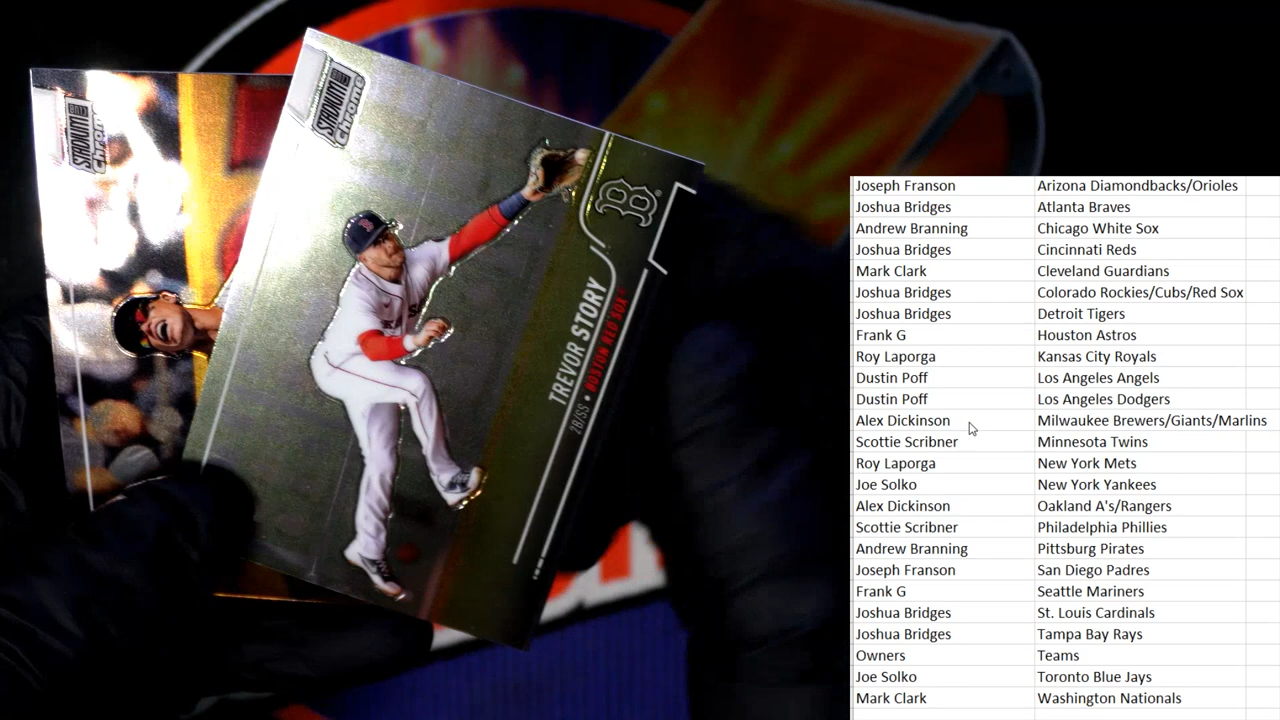 STADIUM CLUB
Chrome
STADIUM CLUB
Chrome
B
TREVOR STORY
2B/SS • BOSTON RED SOX
Joseph Franson Arizona Diamondbacks/Orioles
Joshua Bridges Atlanta Braves
Andrew Branning Chicago White Sox
Joshua Bridges Cincinnati Reds
Mark Clark Cleveland Guardians
Joshua Bridges Colorado Rockies/Cubs/Red Sox
Joshua Bridges Detroit Tigers
Frank G Houston Astros
Roy Laporga Kansas City Royals
Dustin Poff Los Angeles Angels
Dustin Poff Los Angeles Dodgers
Alex Dickinson Milwaukee Brewers/Giants/Marlins
Scottie Scribner Minnesota Twins
Roy Laporga New York Mets
Joe Solko New York Yankees
Alex Dickinson Oakland A's/Rangers
Scottie Scribner Philadelphia Phillies
Andrew Branning Pittsburg Pirates
Joseph Franson San Diego Padres
Frank G Seattle Mariners
Joshua Bridges St. Louis Cardinals
Joshua Bridges Tampa Bay Rays
Owners Teams
Joe Solko Toronto Blue Jays
Mark Clark Washington Nationals